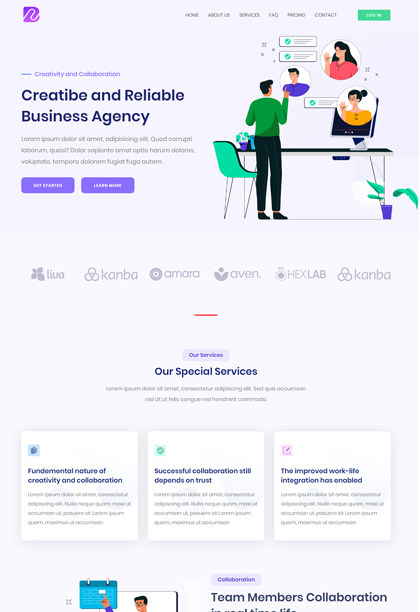 HOME ABOUT US SERVICES FAQ PRICING CONTACT LOG IN
Creativity and Collaboration
Creatibe and Reliable
Business Agency
Lorem ipsum dolor sit amet, adipisicing elit. Quod corrupti
laborum, quasi? Dolor sapiente amet optio harum dolores,
voluptate, tempora dolorem fugiat fuga autem .
GET STARTED LEARN MORE
liva kanba amara aven. HEXLAB kanba
Our Services
Our Special Services
Lorem ipsum dolor sit amet, consectetur adipiscing elit. Sed quis accumsan
nisi Ut ut felis congue nisl hendrerit commodo.
Fundemental nature of
creativity and collaboration
Lorem ipsum dolor sit amet, consectetur
adipiscing elit. Nulla neque quam, maxi ut
accumsan ut, posuere sit Lorem ipsum
quam, maximus at accumsan.
Successful collaboration still
depends on trust
Lorem ipsum dolor sit amet, consectetur
adipiscing elit. Nulla neque quam, maxi ut
accumsan ut, posuere sit Lorem ipsum
quam, maximus at accumsan.
The improved work-life
integration has enabled
Lorem ipsum dolor sit amet, consectetur
adipiscing elit. Nulla neque quam, maxi ut
accumsan ut, posuere sit Lorem ipsum
quam, maximus at accumsan.
Collaboration
Team Members Collaboration
in real time life